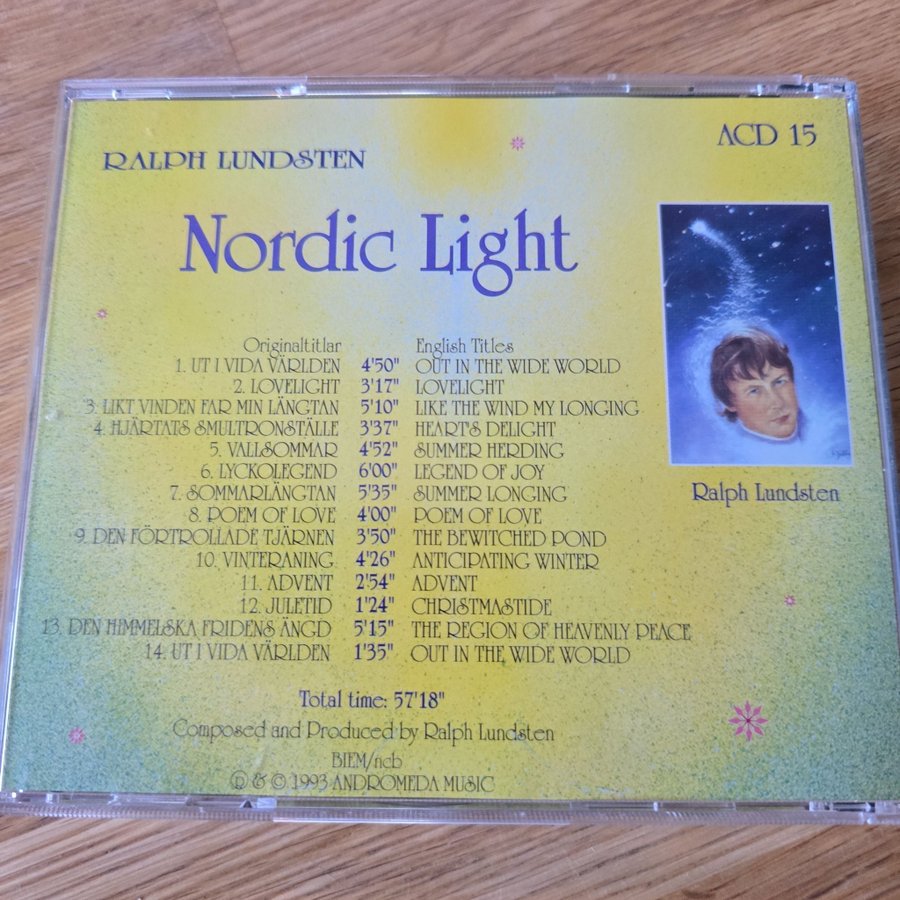 ACD 15
RALPH LUNDSTEN
Nordic Light
Originaltitlar English Titles
1. UT I VIDA VÄRLDEN 4'50" OUT IN THE WIDE WORLD
2. LOVELIGHT 3'17" LOVELIGHT
3. LIKT VINDEN FAR MIN LÄNGTAN 5'10" LIKE THE WIND MY LONGING
4. HJÄRTATS SMULTRONSTÄLLE 3'37" HEART'S DELIGHT
5. VALLSOMMAR 4'52" SUMMER HERDING
6. LYCKOLEGEND 6'00" LEGEND OF JOY
7. SOMMARLÄNGTAN 5'35" SUMMER LONGING
8. POEM OF LOVE 4'00" POEM OF LOVE
9. DEN FÖRTROLLADE TJÄRNEN 3'50" THE BEWITCHED POND
10. VINTERANING 4'26" ANTICIPATING WINTER
11. ADVENT 2'54" ADVENT
12. JULETID 1'24" CHRISTMASTIDE
13. DEN HIMMELSKA FRIDENS ÄNGD 5'15" THE REGION OF HEAVENLY PEACE
14. UT I VIDA VÄRLDEN 1'35" OUT IN THE WIDE WORLD
Ralph Lundsten
Total time: 57'18"
Composed and Produced by Ralph Lundsten
BIEM/ncb
℗ & © 1993 ANDROMEDA MUSIC